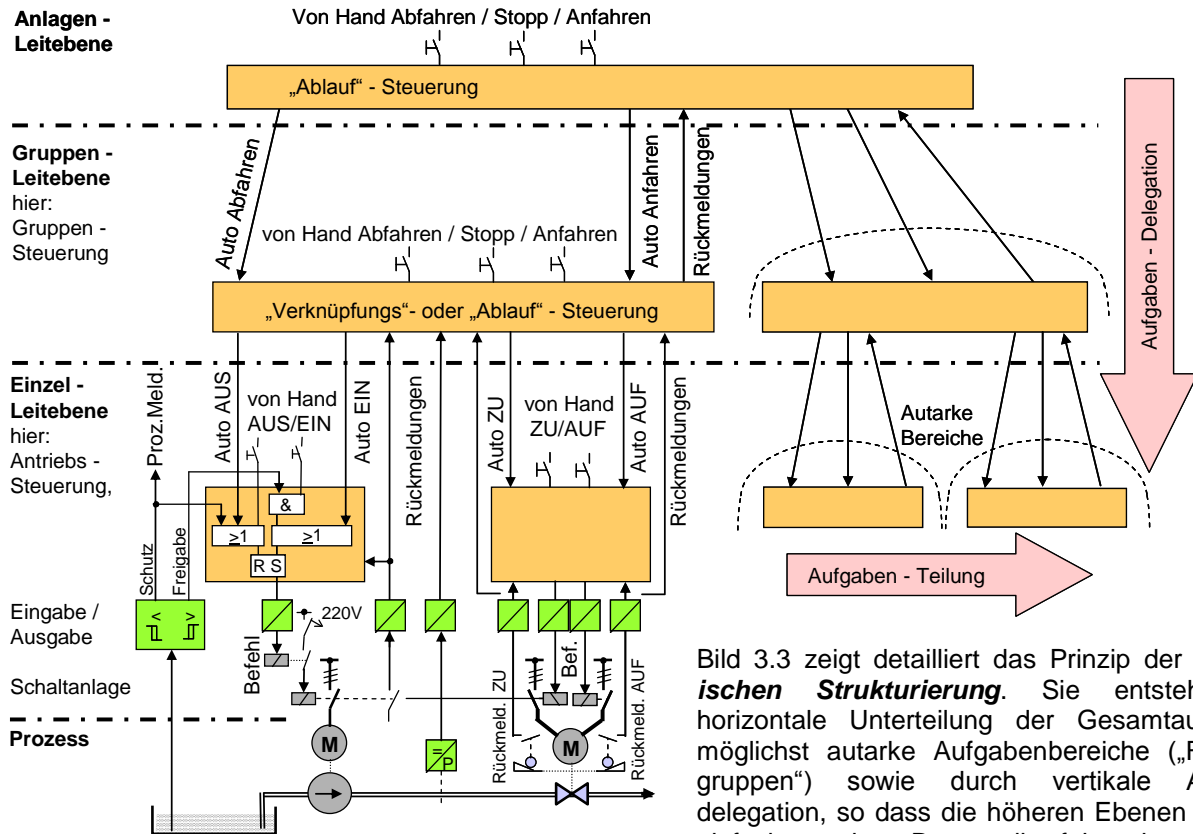 Anlagen -
Leitebene
Von Hand Abfahren / Stopp / Anfahren
„Ablauf“ - Steuerung
Gruppen -
Leitebene
hier:
Gruppen -
Steuerung
Auto Abfahren
Auto Anfahren
Rückmeldungen
von Hand Abfahren / Stopp / Anfahren
„Verknüpfungs“- oder „Ablauf“ - Steuerung
Aufgaben - Delegation
Einzel -
Leitebene
hier:
Antriebs -
Steuerung,
Proz.Meld.
Auto AUS
von Hand
AUS/EIN
Auto EIN
Rückmeldungen
Auto ZU
von Hand
ZU/AUF
Auto AUF
Rückmeldungen
Autarke
Bereiche
&
≥1
≥1
R S
Schutz
Freigabe
Aufgaben - Teilung
Eingabe /
Ausgabe
< >
220V
Befehl
Bef.
Schaltanlage
Rückmeld. ZU
Rückmeld. AUF
Prozess
M
M
=
P
Bild 3.3 zeigt detailliert das Prinzip der
ischen Strukturierung. Sie entsteh
horizontale Unterteilung der Gesamtau
möglichst autarke Aufgabenbereiche („F
gruppen“) sowie durch vertikale A
delegation, so dass die höheren Ebenen